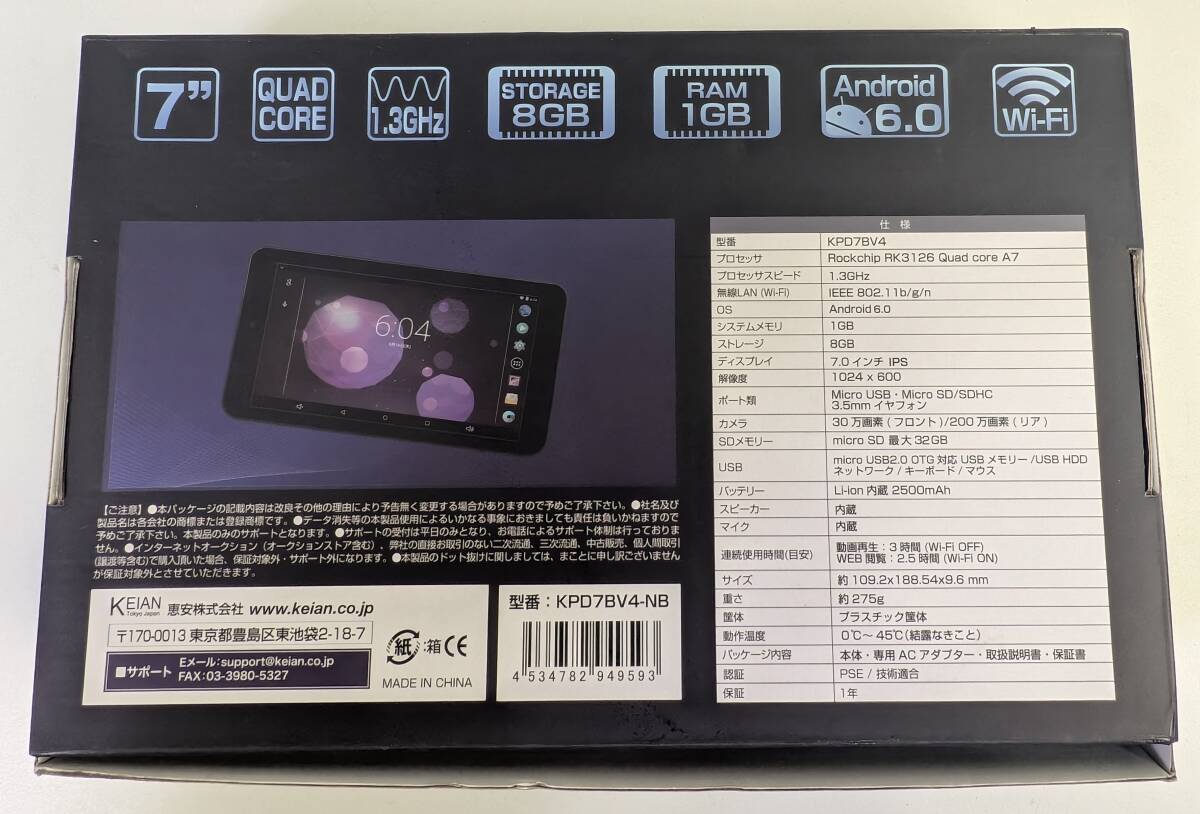 7”
QUAD
CORE
1.3GHz
STORAGE
8GB
RAM
1GB
Android
6.0
Wi-Fi
6:04
【ご注意】●本パッケージの記載内容は改良その他の理由により予告無く変更する場合がありますので予めご了承下さい。●社名及び
製品名は各会社の商標または登録商標です。●データ消失等の本製品使用によるいかなる事象におきましても責任は負いかねますので
予めご了承下さい。本製品のみのサポートとなります。●サポートの受付は平日のみとなり、お電話によるサポート体制は行っておりま
せん。●インターネットオークション（オークションストア含む）、弊社の直接お取引のない二次流通、三次流通、中古販売、個人間取引
(譲渡等含む)で購入頂いた場合、保証対象外・サポート外になります。●本製品のドット抜けに関しましては、まことに申し訳ございません
が保証対象外とさせていただきます。
KEIAN
Tokyo Japan
恵安株式会社 www.keian.co.jp
〒170-0013 東京都豊島区東池袋2-18-7
■サポート
Eメール:support@keian.co.jp
FAX:03-3980-5327
紙 :箱 CE
MADE IN CHINA
型番：KPD7BV4-NB
4 534782 949593
仕 様
型番 KPD7BV4
プロセッサ Rockchip RK3126 Quad core A7
プロセッサスピード 1.3GHz
無線LAN (Wi-Fi) IEEE 802.11b/g/n
OS Android 6.0
システムメモリ 1GB
ストレージ 8GB
ディスプレイ 7.0 インチ IPS
解像度 1024 x 600
ポート類 Micro USB・Micro SD/SDHC
3.5mm イヤフォン
カメラ 30 万画素 ( フロント )/200 万画素 ( リア )
SDメモリー micro SD 最大 32GB
USB micro USB2.0 OTG 対応 USB メモリー /USB HDD
ネットワーク / キーボード / マウス
バッテリー Li-ion 内蔵 2500mAh
スピーカー 内蔵
マイク 内蔵
連続使用時間(目安) 動画再生：3 時間 (Wi-Fi OFF)
WEB 閲覧：2.5 時間 (Wi-Fi ON)
サイズ 約 109.2x188.54x9.6 mm
重さ 約 275g
筐体 プラスチック筐体
動作温度 0℃～ 45℃(結露なきこと)
パッケージ内容 本体・専用 AC アダプター・取扱説明書・保証書
認証 PSE / 技術適合
保証 1年